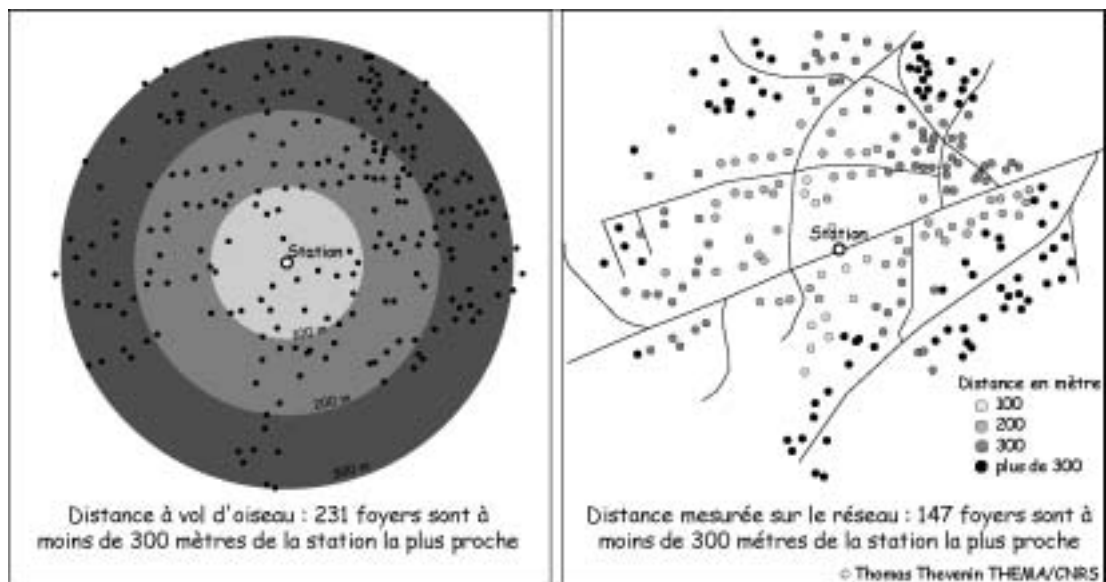 Station
100 m
200 m
300 m
Distance à vol d'oiseau : 231 foyers sont à
moins de 300 mètres de la station la plus proche
Station
Distance en mètre
100
200
300
plus de 300
Distance mesurée sur le réseau : 147 foyers sont à
moins de 300 métres de la station la plus proche
© Thomas Thevenin THEMA/CNRS